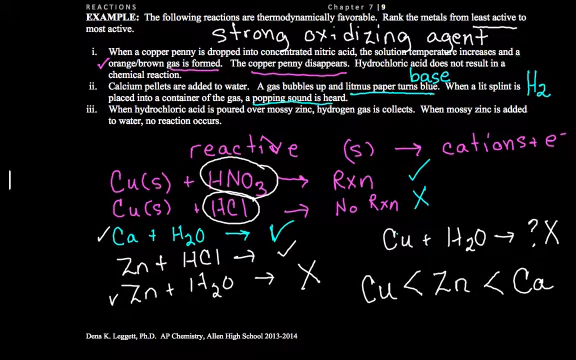 REACTIONS
Chapter 7 | 9
EXAMPLE: The following reactions are thermodynamically favorable. Rank the metals from least active to
most active.
strong oxidizing agent
i. When a copper penny is dropped into concentrated nitric acid, the solution temperature increases and a
✓ orange/brown gas is formed. The copper penny disappears. Hydrochloric acid does not result in a
chemical reaction.
base
ii. Calcium pellets are added to water. A gas bubbles up and litmus paper turns blue. When a lit splint is
placed into a container of the gas, a popping sound is heard.
H2
iii. When hydrochloric acid is poured over mossy zinc, hydrogen gas is collects. When mossy zinc is added
to water, no reaction occurs.
reactive (s) → cations + e-
Cu(s) + HNO3 → Rxn ✓
Cu(s) + HCl → No Rxn X
✓ Ca + H2O → ✓
Cu + H2O → ? X
Zn + HCl → ✓
✓ Zn + H2O → X
Cu < Zn < Ca
Dena K. Leggett, Ph.D. AP Chemistry, Allen High School 2013-2014